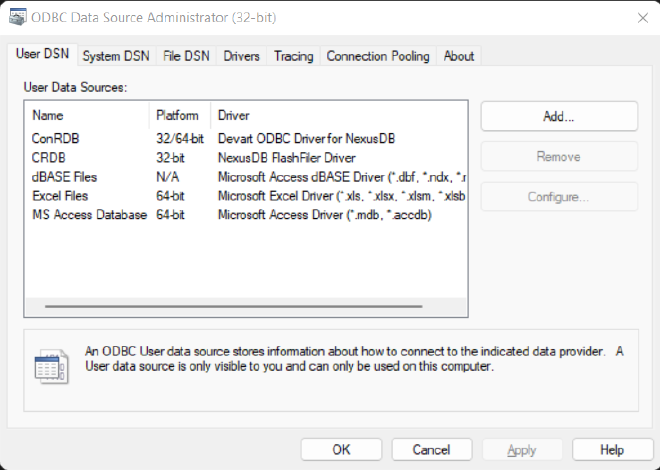 ODBC Data Source Administrator (32-bit)
User DSN System DSN File DSN Drivers Tracing Connection Pooling About
User Data Sources:
Name Platform Driver
ConRDB 32/64-bit Devart ODBC Driver for NexusDB
CRDB 32-bit NexusDB FlashFiler Driver
dBASE Files N/A Microsoft Access dBASE Driver (*.dbf, *.ndx, *.r
Excel Files 64-bit Microsoft Excel Driver (*.xls, *.xlsx, *.xlsm, *.xlsb
MS Access Database 64-bit Microsoft Access Driver (*.mdb, *.accdb)
Add...
Remove
Configure...
An ODBC User data source stores information about how to connect to the indicated data provider. A
User data source is only visible to you and can only be used on this computer.
OK Cancel Apply Help